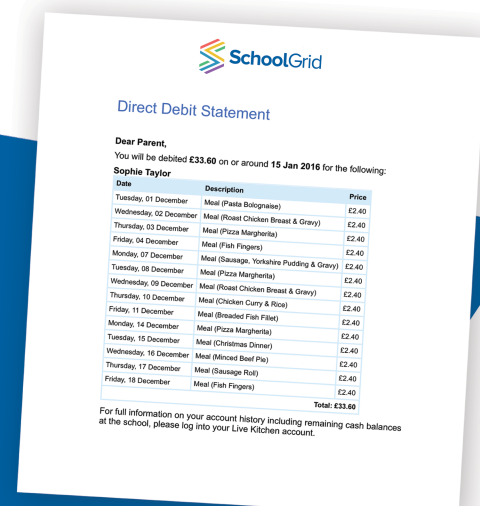 SchoolGrid
Direct Debit Statement
Dear Parent,
You will be debited £33.60 on or around 15 Jan 2016 for the following:
Sophie Taylor
Date Description Price
Tuesday, 01 December Meal (Pasta Bolognaise) £2.40
Wednesday, 02 December Meal (Roast Chicken Breast & Gravy) £2.40
Thursday, 03 December Meal (Pizza Margherita) £2.40
Friday, 04 December Meal (Fish Fingers) £2.40
Monday, 07 December Meal (Sausage, Yorkshire Pudding & Gravy) £2.40
Tuesday, 08 December Meal (Pizza Margherita) £2.40
Wednesday, 09 December Meal (Roast Chicken Breast & Gravy) £2.40
Thursday, 10 December Meal (Chicken Curry & Rice) £2.40
Friday, 11 December Meal (Breaded Fish Fillet) £2.40
Monday, 14 December Meal (Pizza Margherita) £2.40
Tuesday, 15 December Meal (Christmas Dinner) £2.40
Wednesday, 16 December Meal (Minced Beef Pie) £2.40
Thursday, 17 December Meal (Sausage Roll) £2.40
Friday, 18 December Meal (Fish Fingers) £2.40
Total: £33.60
For full information on your account history including remaining cash balances
at the school, please log into your Live Kitchen account.